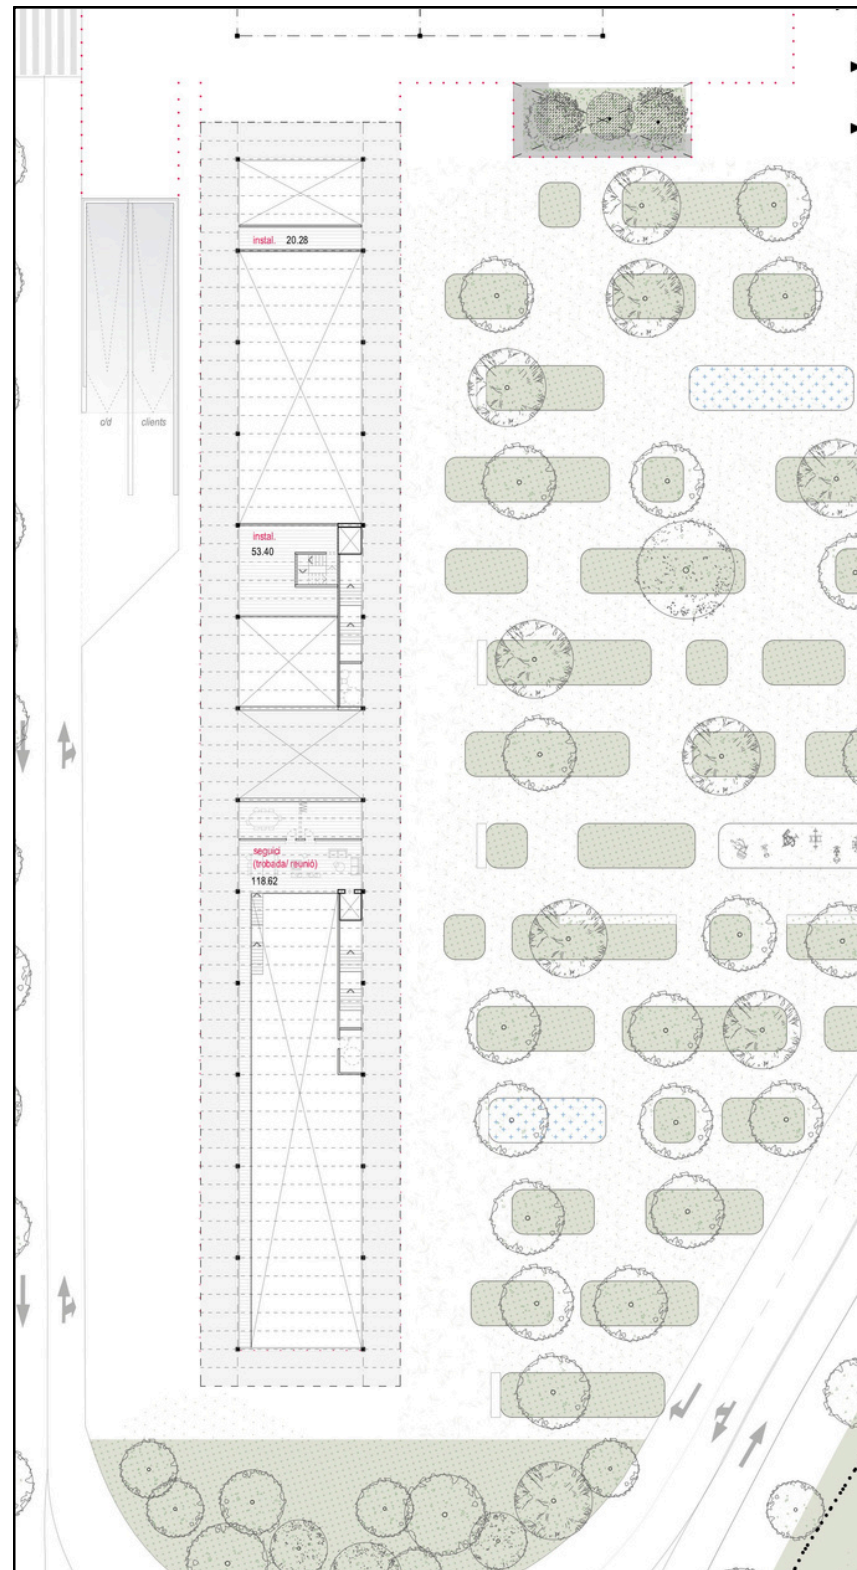 instal. 20.28
c/d clients
instal.
53.40
seguici
(trobada/ reunió)
118.62